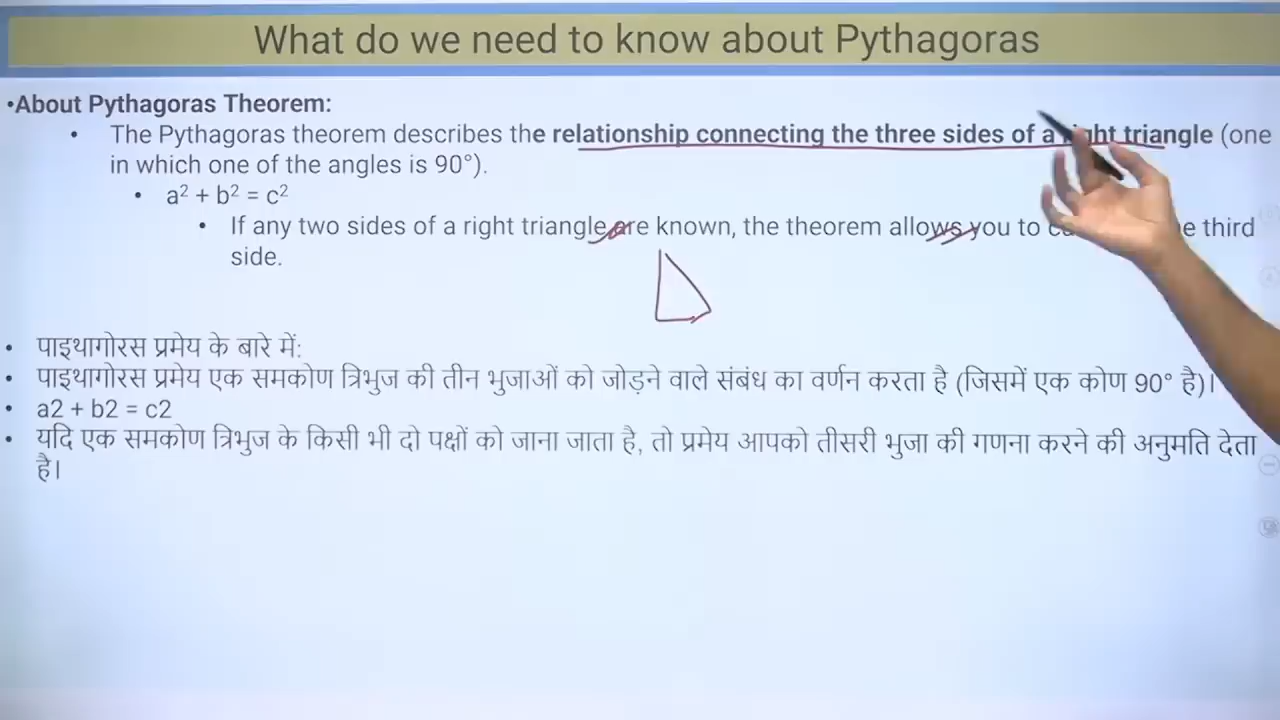 What do we need to know about Pythagoras
•About Pythagoras Theorem:
• The Pythagoras theorem describes the relationship connecting the three sides of a right triangle (one
in which one of the angles is 90°).
• a² + b² = c²
• If any two sides of a right triangle are known, the theorem allows you to third
side.
• पाइथागोरस प्रमेय के बारे में:
• पाइथागोरस प्रमेय एक समकोण त्रिभुज की तीन भुजाओं को जोड़ने वाले संबंध का वर्णन करता है (जिसमें एक कोण 90° है)।
• a2 + b2 = c2
• यदि एक समकोण त्रिभुज के किसी भी दो पक्षों को जाना जाता है, तो प्रमेय आपको तीसरी भुजा की गणना करने की अनुमति देता
है।